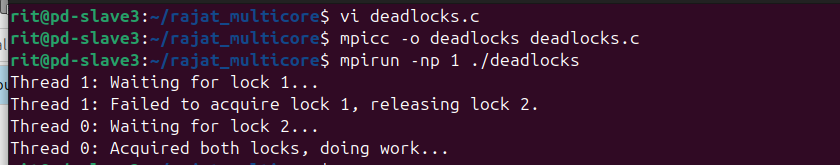 rit@pd-slave3:~/rajat_multicore$ vi deadlocks.c
rit@pd-slave3:~/rajat_multicore$ mpicc -o deadlocks deadlocks.c
rit@pd-slave3:~/rajat_multicore$ mpirun -np 1 ./deadlocks
Thread 1: Waiting for lock 1...
Thread 1: Failed to acquire lock 1, releasing lock 2.
Thread 0: Waiting for lock 2...
Thread 0: Acquired both locks, doing work...